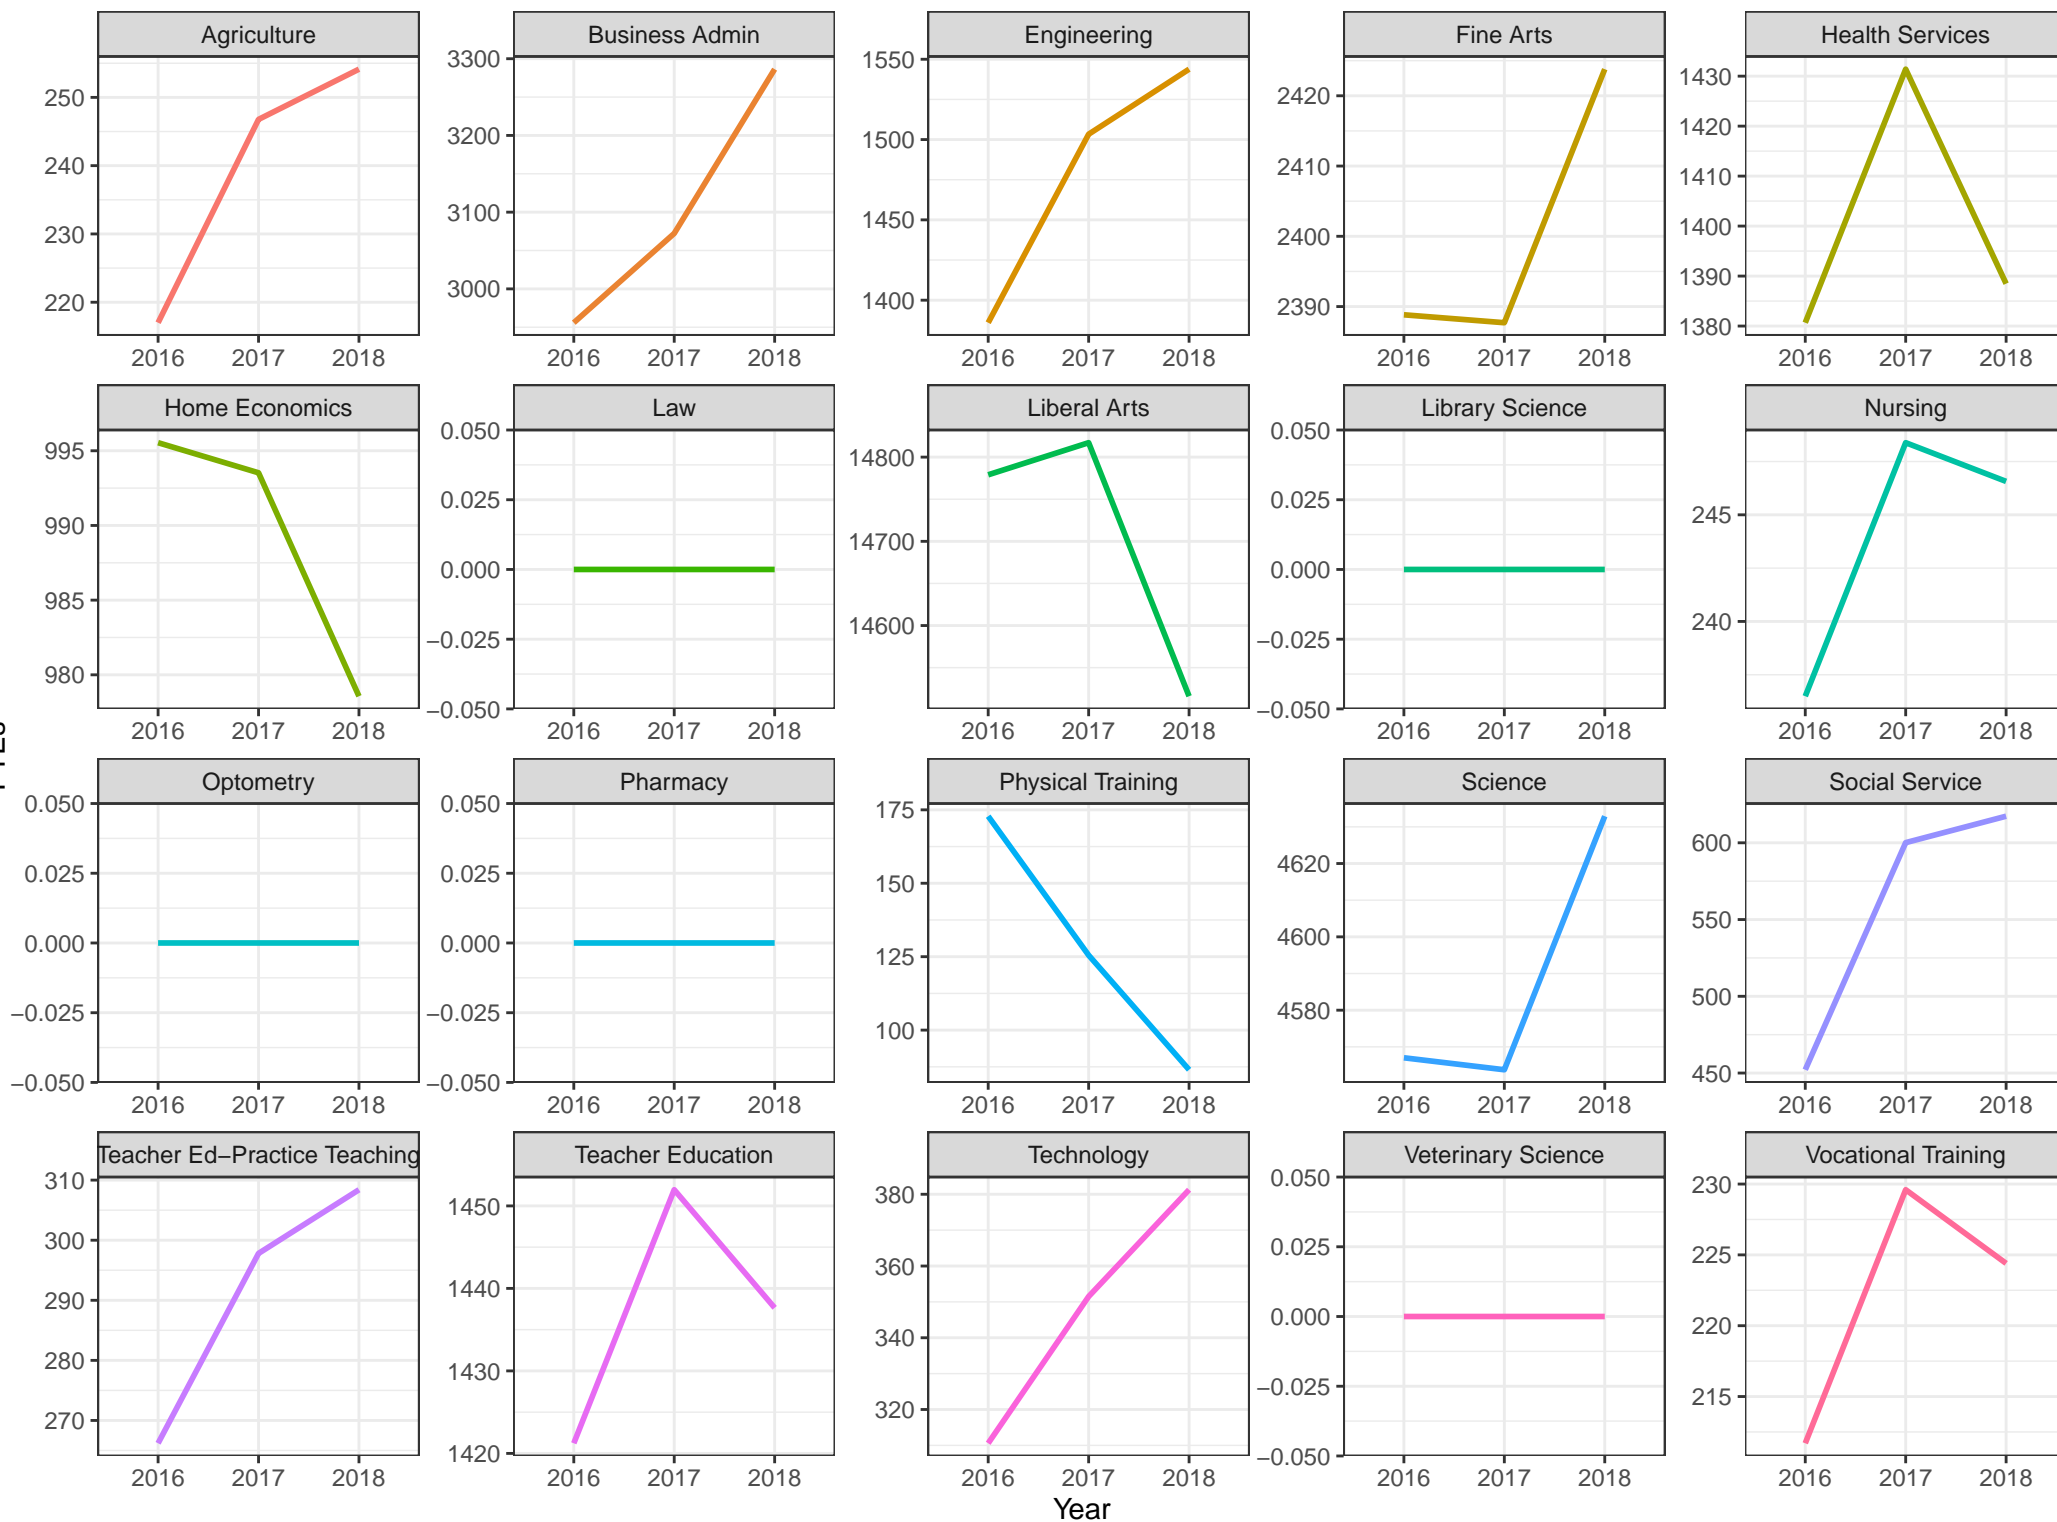 Agriculture Business Admin Engineering Fine Arts Health Services
250 240 230 220
3300 3200 3100 3000
1550 1500 1450 1400
2420 2410 2400 2390
1430 1420 1410 1400 1390 1380
2016 2017 2018 2016 2017 2018 2016 2017 2018 2016 2017 2018 2016 2017 2018
Home Economics Law Liberal Arts Library Science Nursing
995 990 985 980
0.050 0.025 0.000 −0.025 −0.050
14800 14700 14600
0.050 0.025 0.000 −0.025 −0.050
245 240
2016 2017 2018 2016 2017 2018 2016 2017 2018 2016 2017 2018 2016 2017 2018
Optometry Pharmacy Physical Training Science Social Service
0.050 0.025 0.000 −0.025 −0.050
0.050 0.025 0.000 −0.025 −0.050
175 150 125 100
4620 4600 4580
600 550 500 450
2016 2017 2018 2016 2017 2018 2016 2017 2018 2016 2017 2018 2016 2017 2018
Teacher Ed−Practice Teaching Teacher Education Technology Veterinary Science Vocational Training
310 300 290 280 270
1450 1440 1430 1420
380 360 340 320
0.050 0.025 0.000 −0.025 −0.050
230 225 220 215
2016 2017 2018 2016 2017 2018 2016 2017 2018 2016 2017 2018 2016 2017 2018
Year